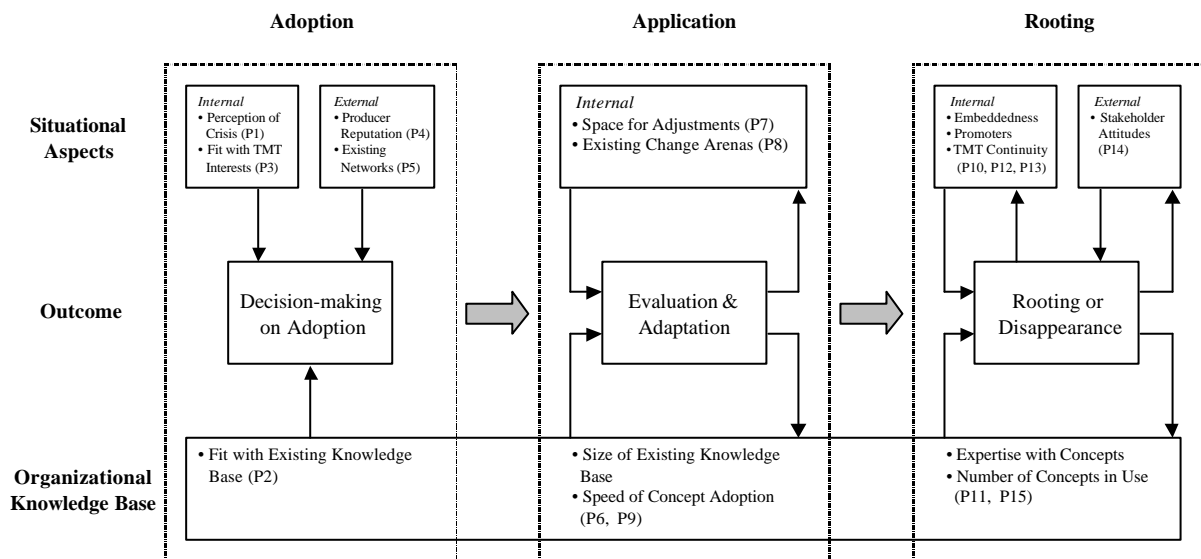 Adoption
Application
Rooting
Situational
Aspects
Internal
• Perception of
Crisis (P1)
• Fit with TMT
Interests (P3)
External
• Producer
Reputation (P4)
• Existing
Networks (P5)
Internal
• Space for Adjustments (P7)
• Existing Change Arenas (P8)
Internal
• Embeddedness
• Promoters
• TMT Continuity
(P10, P12, P13)
External
• Stakeholder
Attitudes
(P14)
Outcome
Decision-making
on Adoption
Evaluation &
Adaptation
Rooting or
Disappearance
Organizational
Knowledge Base
• Fit with Existing Knowledge
Base (P2)
• Size of Existing Knowledge
Base
• Speed of Concept Adoption
(P6, P9)
• Expertise with Concepts
• Number of Concepts in Use
(P11, P15)